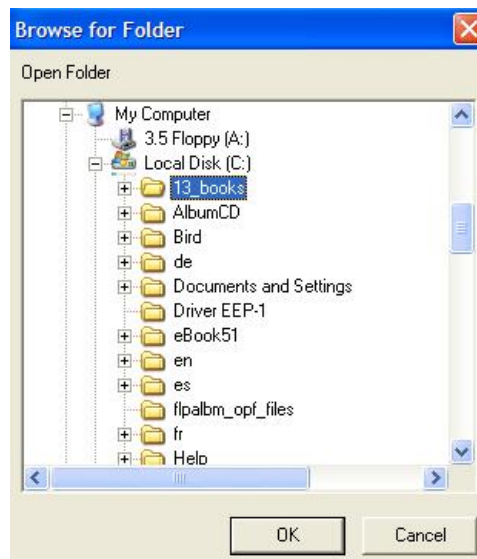 Browse for Folder
Open Folder
My Computer
3.5 Floppy (A:)
Local Disk (C:)
13_books
AlbumCD
Bird
de
Documents and Settings
Driver EEP-1
eBook51
en
es
flpalbm_opf_files
fr
Help
OK Cancel